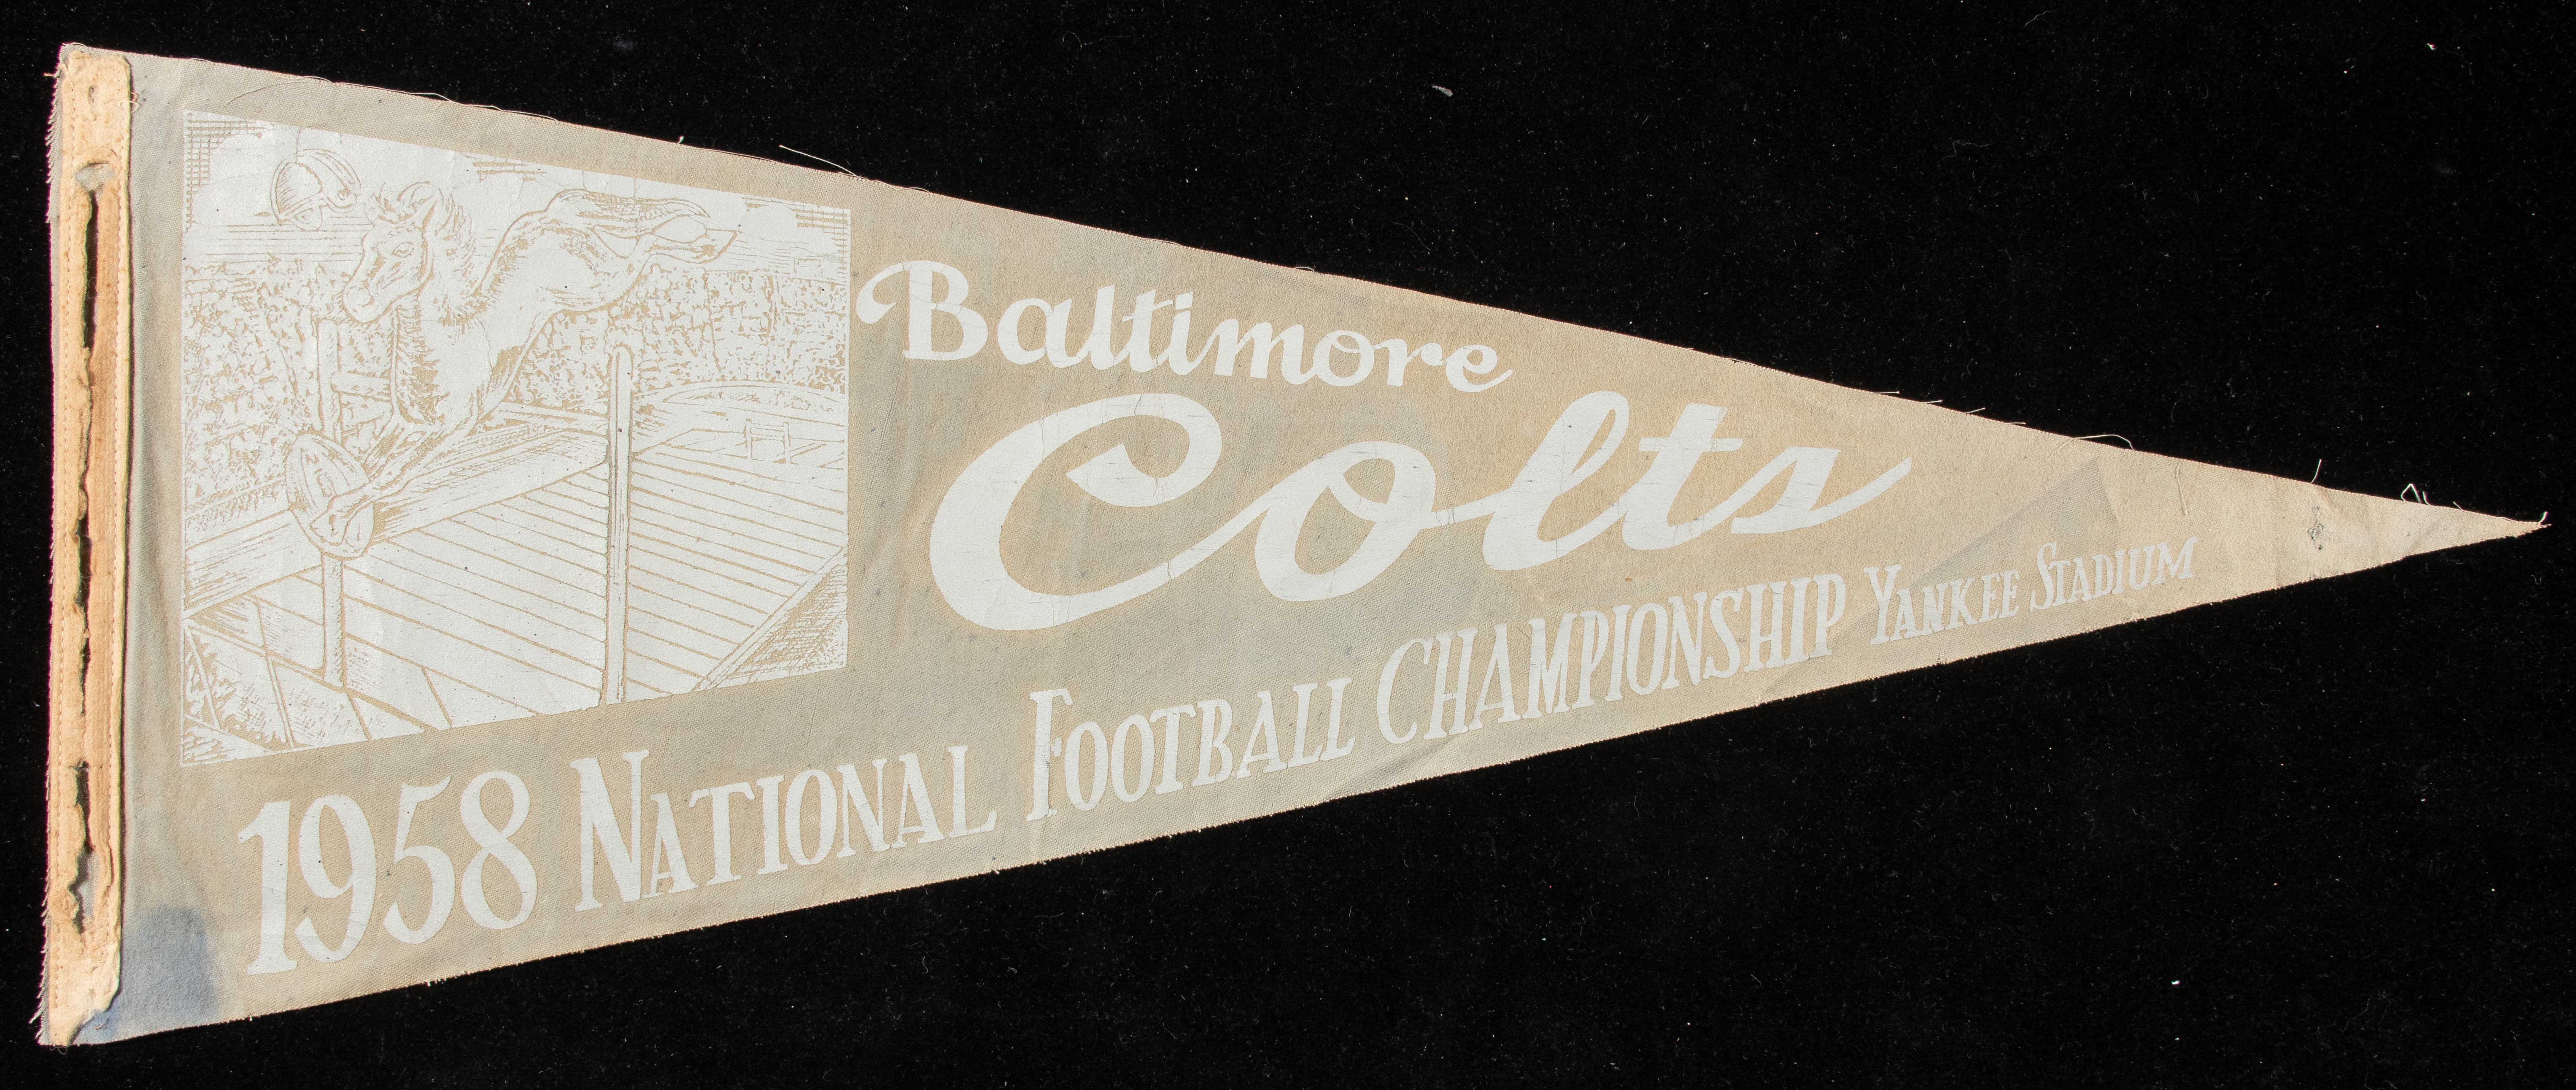 Baltimore
Colts
1958 NATIONAL FOOTBALL CHAMPIONSHIP YANKEE STADIUM